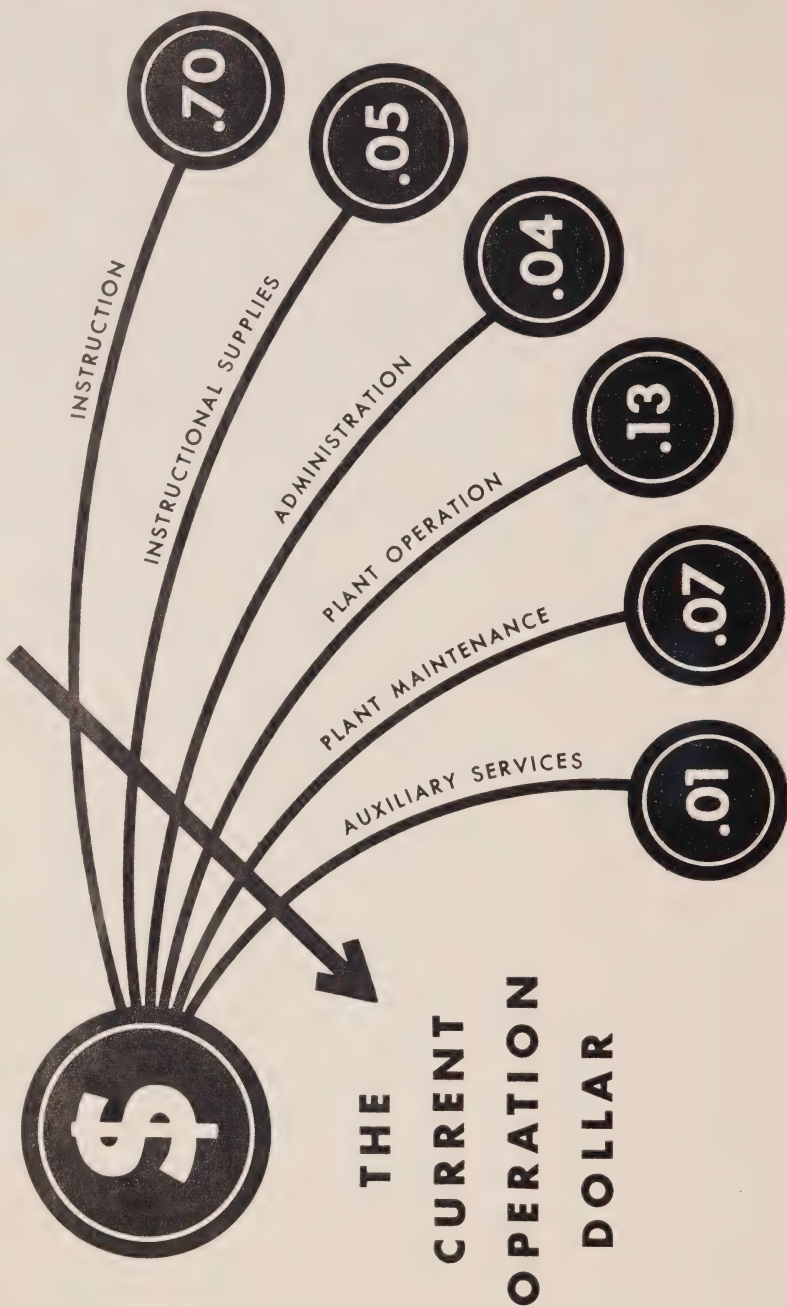 $
INSTRUCTION
.70
INSTRUCTIONAL SUPPLIES
.05
ADMINISTRATION
.04
PLANT OPERATION
.13
PLANT MAINTENANCE
.07
AUXILIARY SERVICES
.01
THE
CURRENT
OPERATION
DOLLAR